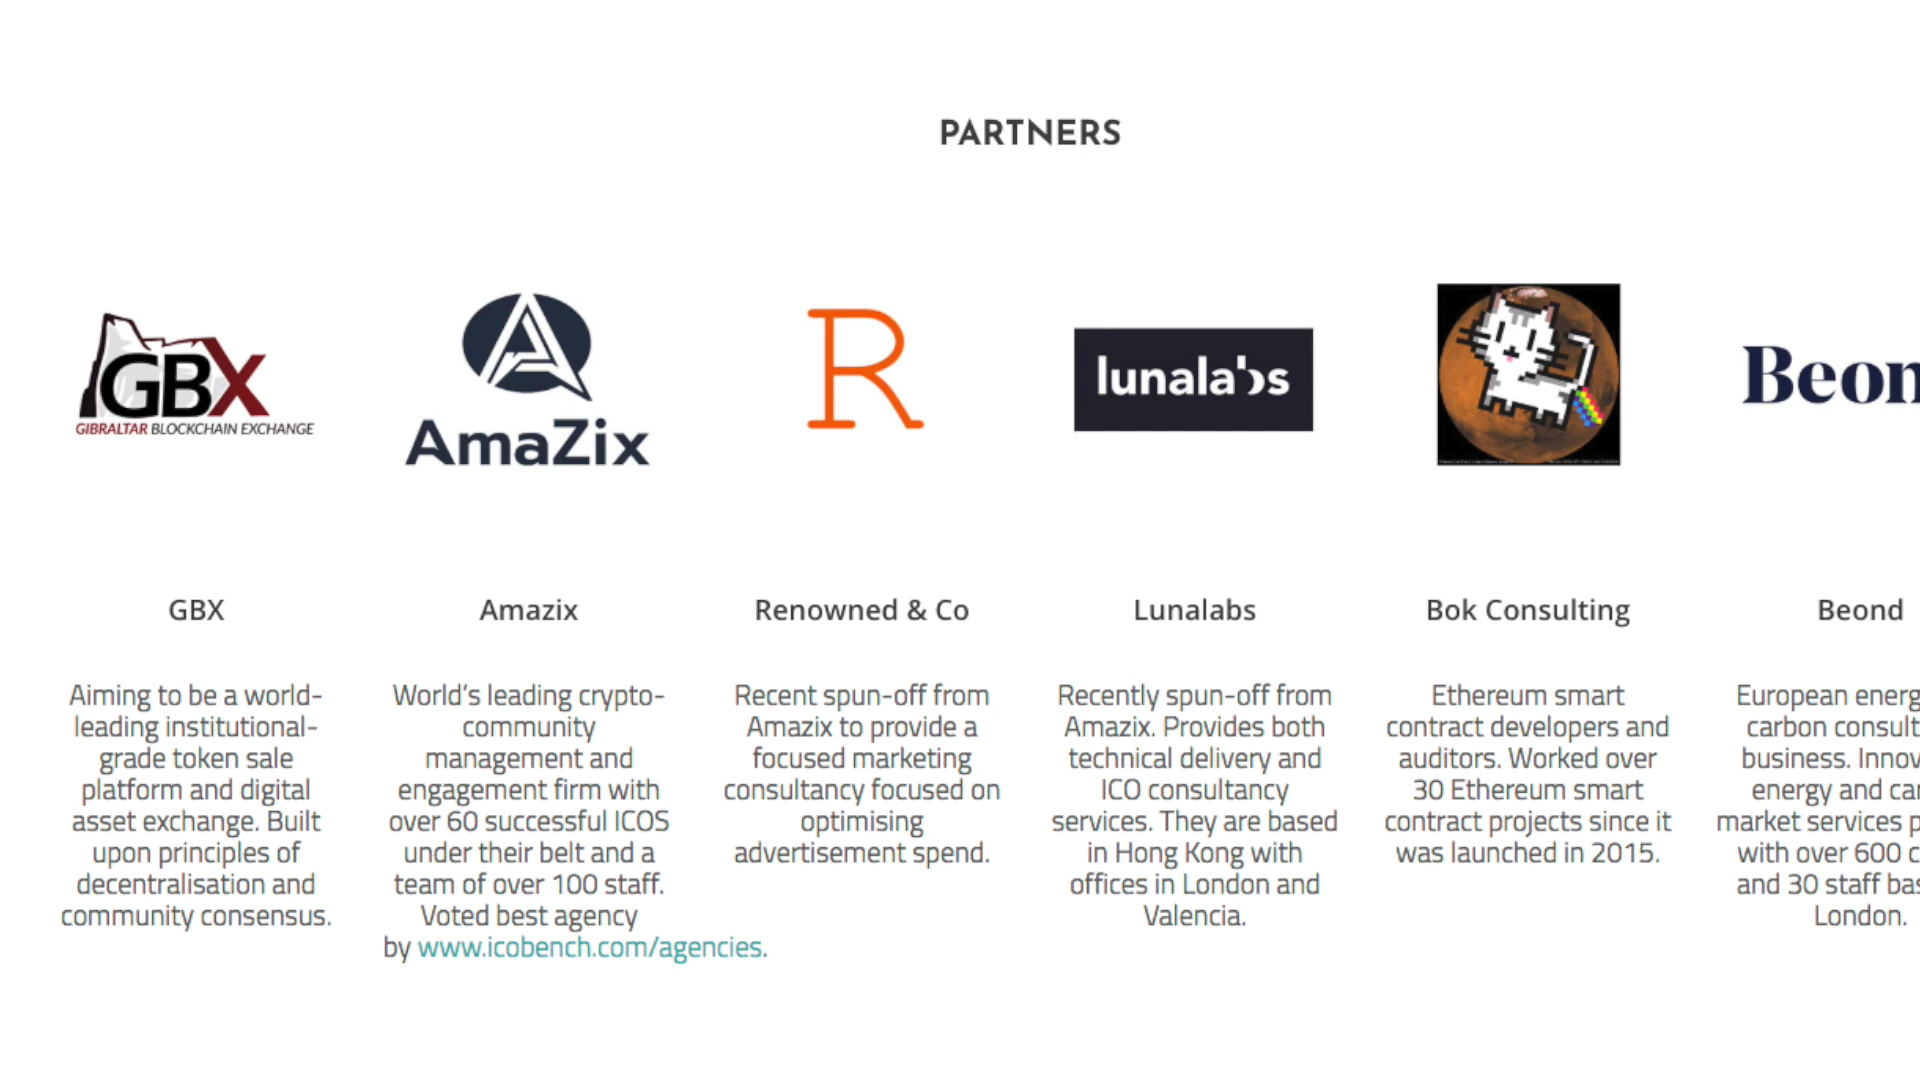 PARTNERS
GBX
GIBRALTAR BLOCKCHAIN EXCHANGE
AmaZix
R
lunalabs
Beon
GBX
Aiming to be a world-
leading institutional-
grade token sale
platform and digital
asset exchange. Built
upon principles of
decentralisation and
community consensus.
Amazix
World's leading crypto-
community
management and
engagement firm with
over 60 successful ICOS
under their belt and a
team of over 100 staff.
Voted best agency
by www.icobench.com/agencies.
Renowned & Co
Recent spun-off from
Amazix to provide a
focused marketing
consultancy focused on
optimising
advertisement spend.
Lunalabs
Recently spun-off from
Amazix. Provides both
technical delivery and
ICO consultancy
services. They are based
in Hong Kong with
offices in London and
Valencia.
Bok Consulting
Ethereum smart
contract developers and
auditors. Worked over
30 Ethereum smart
contract projects since it
was launched in 2015.
Beond
European energ
carbon consult
business. Innov
energy and car
market services p
with over 600 c
and 30 staff bas
London.